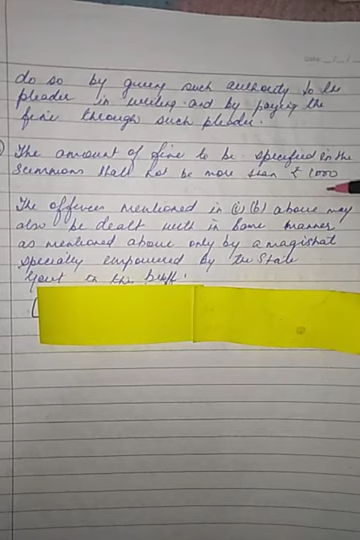 do so by giving such authority to the
pleader in writing and by paying the
fine through such pleader.
The amount of fine to be specified in the
summons shall not be more than ₹ 1000
The offences mentioned in (i) (b) above may
also be dealt with in same manner
as mentioned above only by a magistrat
specially empowered by the State
Govt in this behalf.